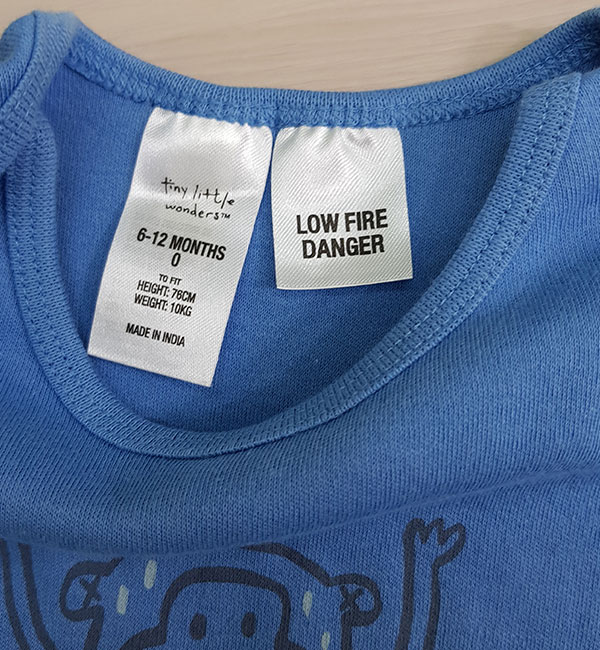 tiny little
wonders™
6-12 MONTHS
0
TO FIT
HEIGHT: 76CM
WEIGHT: 10KG
MADE IN INDIA
LOW FIRE
DANGER